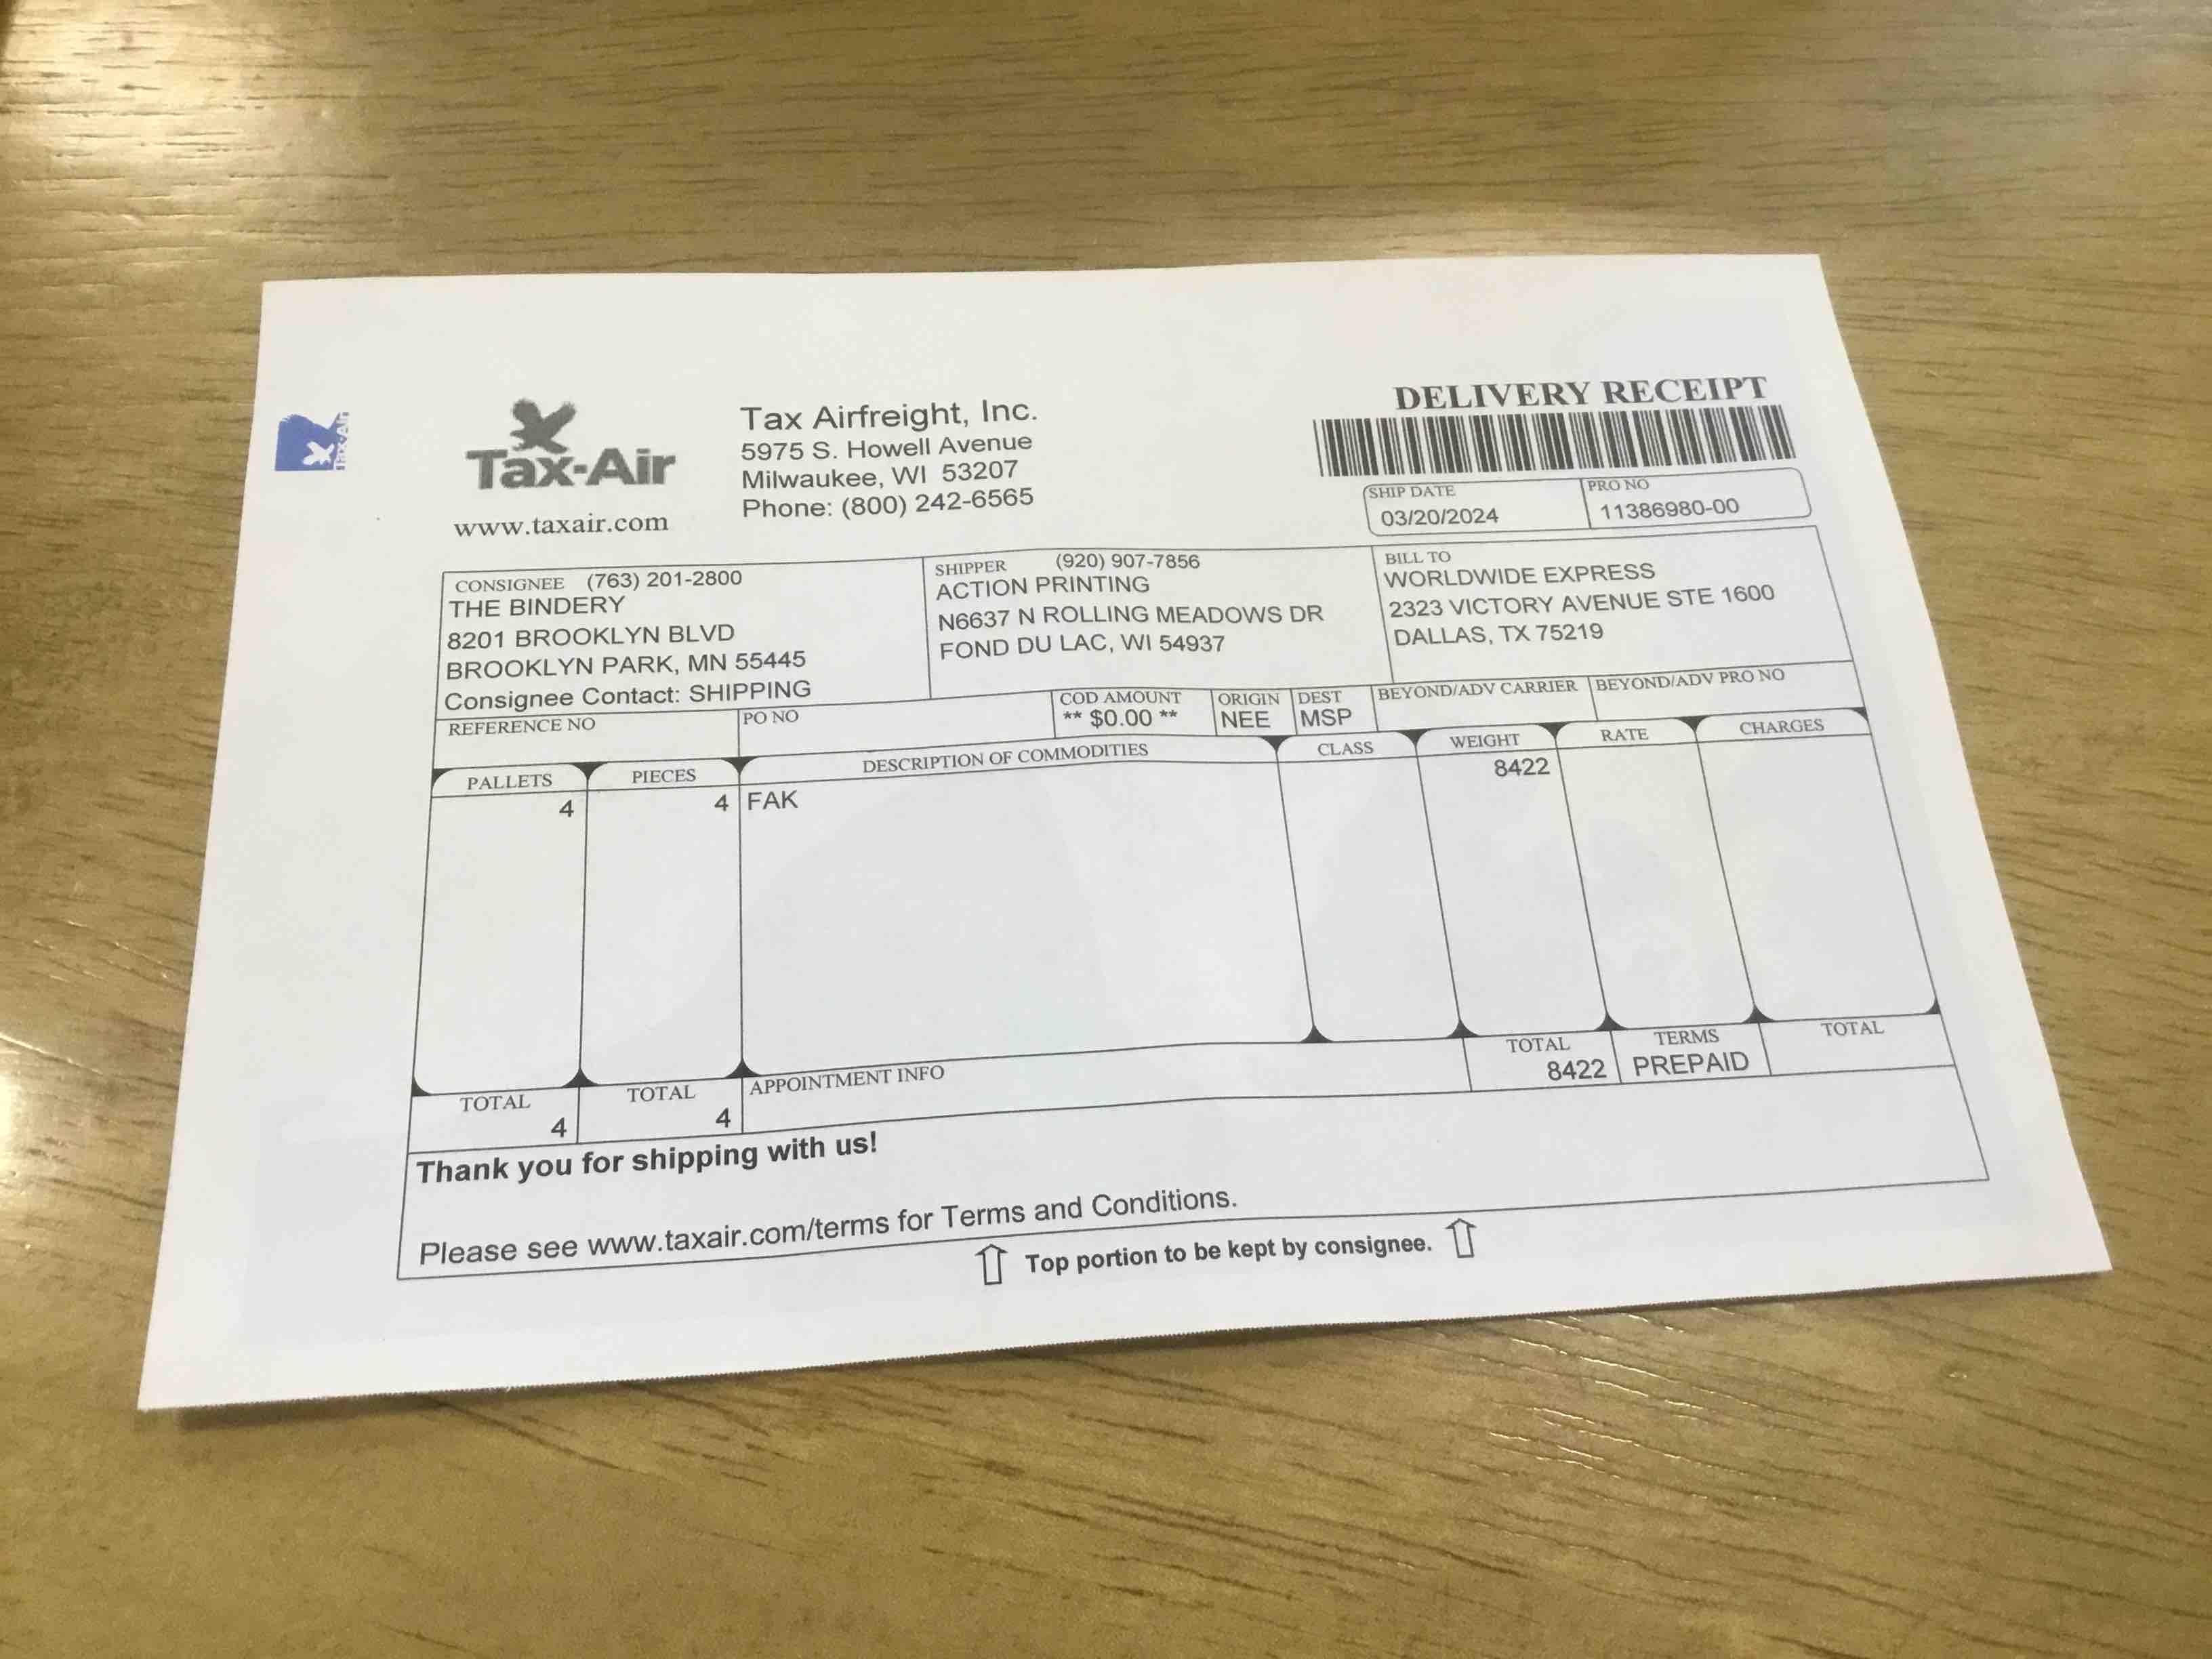 DELIVERY RECEIPT
Tax-Air
Tax-Air
www.taxair.com
Tax Airfreight, Inc.
5975 S. Howell Avenue
Milwaukee, WI 53207
Phone: (800) 242-6565
SHIP DATE
03/20/2024
PRO NO
11386980-00
CONSIGNEE (763) 201-2800
THE BINDERY
8201 BROOKLYN BLVD
BROOKLYN PARK, MN 55445
Consignee Contact: SHIPPING
SHIPPER (920) 907-7856
ACTION PRINTING
N6637 N ROLLING MEADOWS DR
FOND DU LAC, WI 54937
BILL TO
WORLDWIDE EXPRESS
2323 VICTORY AVENUE STE 1600
DALLAS, TX 75219
REFERENCE NO
PO NO
COD AMOUNT
** $0.00 **
ORIGIN
NEE
DEST
MSP
BEYOND/ADV CARRIER
BEYOND/ADV PRO NO
PALLETS PIECES DESCRIPTION OF COMMODITIES CLASS WEIGHT RATE CHARGES
4 4 FAK 8422
TOTAL
4
TOTAL
4
APPOINTMENT INFO
TOTAL
8422
TERMS
PREPAID
TOTAL
Thank you for shipping with us!
Please see www.taxair.com/terms for Terms and Conditions.
Top portion to be kept by consignee.